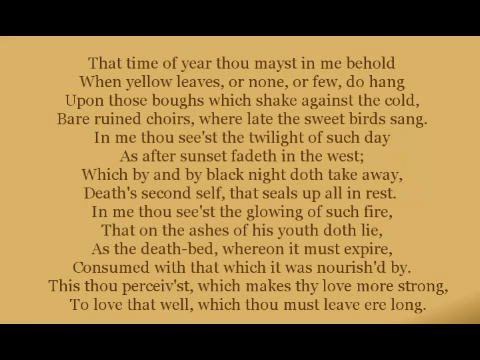 That time of year thou mayst in me behold
When yellow leaves, or none, or few, do hang
Upon those boughs which shake against the cold,
Bare ruined choirs, where late the sweet birds sang.
In me thou see'st the twilight of such day
As after sunset fadeth in the west;
Which by and by black night doth take away,
Death's second self, that seals up all in rest.
In me thou see'st the glowing of such fire,
That on the ashes of his youth doth lie,
As the death-bed, whereon it must expire,
Consumed with that which it was nourish'd by.
This thou perceiv'st, which makes thy love more strong,
To love that well, which thou must leave ere long.